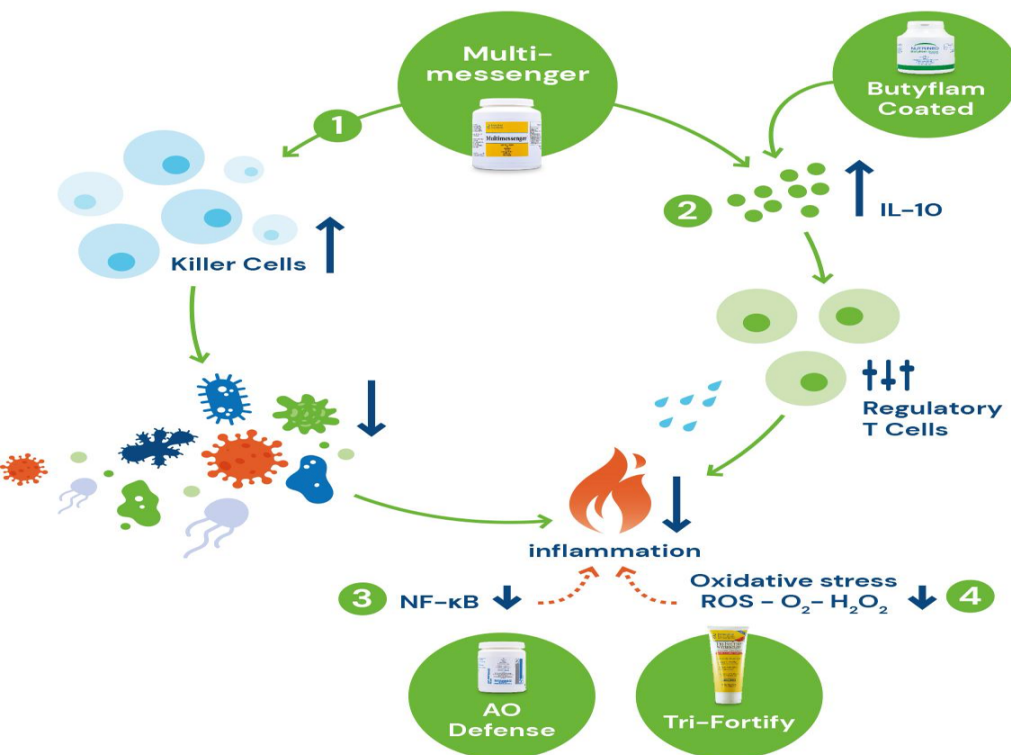 Multi-
messenger
Multimessenger
Butyflam
Coated
1
2
IL-10
Killer Cells
Regulatory
T Cells
inflammation
3
NF-κB
Oxidative stress
ROS - O₂- H₂O₂
4
AO
Defense
Tri-Fortify